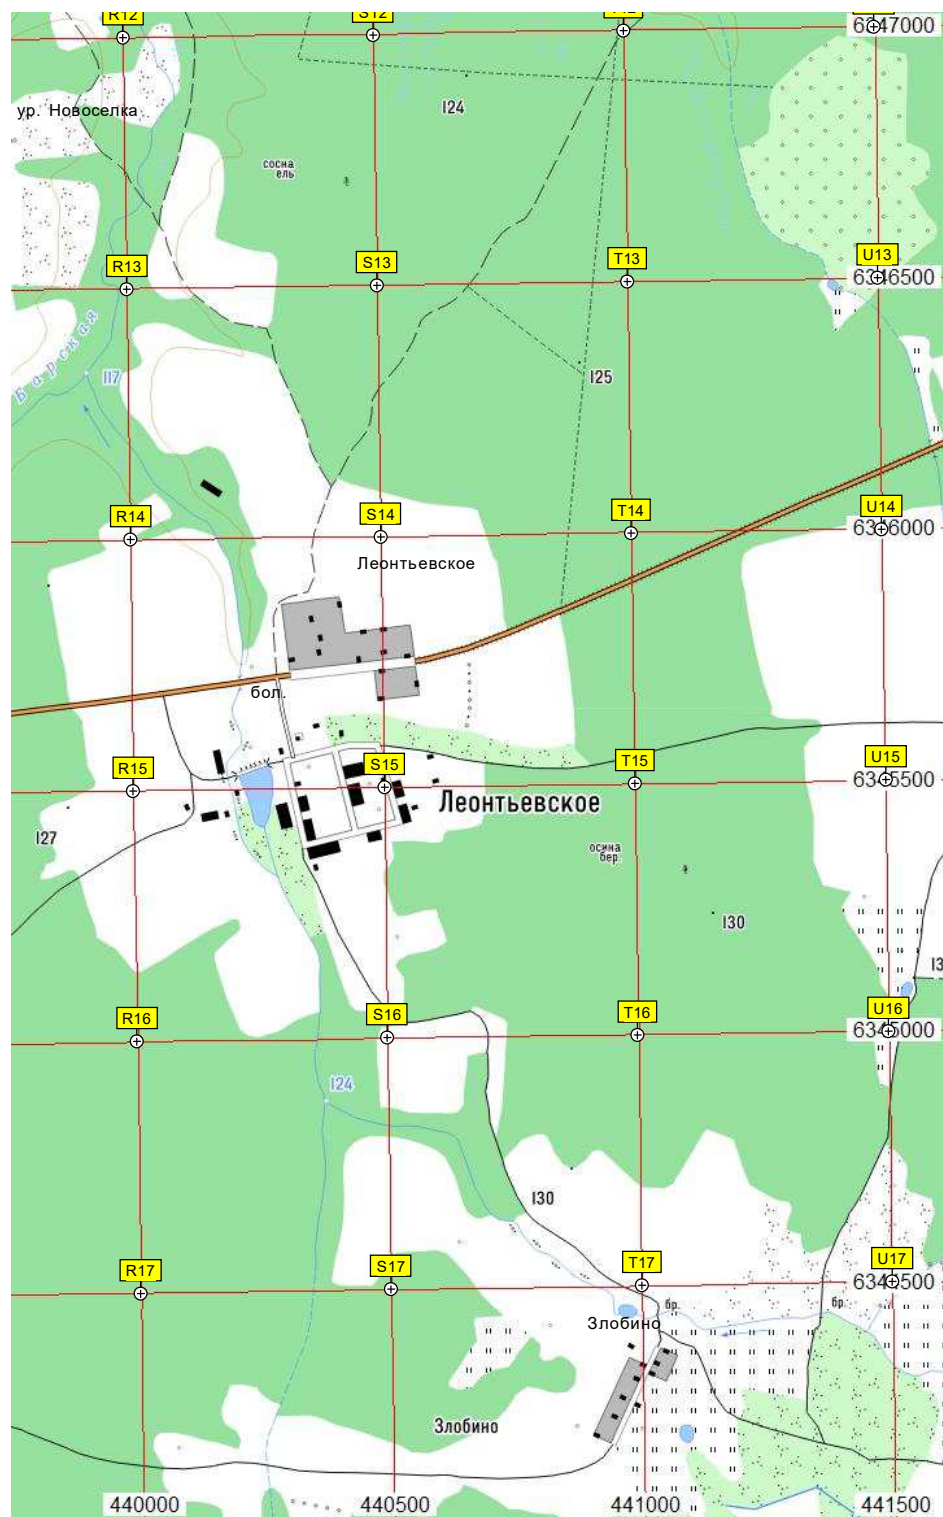 R12
S12
T12
6347000
124
ур. Новоселка
сосна
ель
R13
S13
T13
U13
6346500
Барская
117
125
R14
S14
T14
U14
6346000
Леонтьевское
бол.
R15
S15
T15
U15
6345500
Леонтьевское
127
осина
бер.
130
13
R16
S16
T16
U16
6345000
124
130
R17
S17
T17
U17
6344500
бр.
бр.
Злобино
Злобино
440000
440500
441000
441500